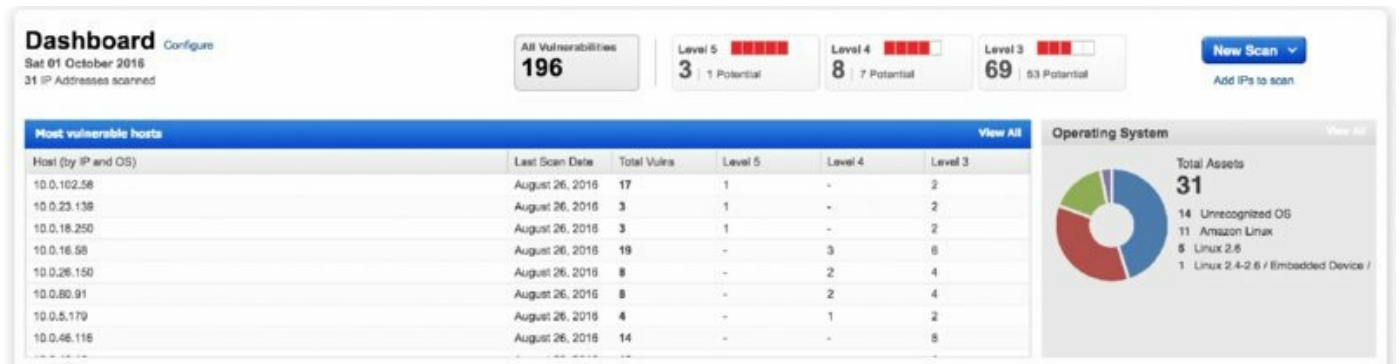 Dashboard Configure
Sat 01 October 2016
31 IP Addresses scanned
All Vulnerabilities
196
Level 5
3 | 1 Potential
Level 4
8 | 7 Potential
Level 3
69 | 53 Potential
New Scan
Add IPs to scan
Most vulnerable hosts View All
Host (by IP and OS) Last Scan Date Total Vulns Level 5 Level 4 Level 3
10.0.102.58 August 26, 2016 17 1 - 2
10.0.23.139 August 26, 2016 3 1 - 2
10.0.18.250 August 26, 2016 3 1 - 2
10.0.16.58 August 26, 2016 19 - 3 6
10.0.26.150 August 26, 2016 8 - 2 4
10.0.80.91 August 26, 2016 8 - 2 4
10.0.5.179 August 26, 2016 4 - 1 2
10.0.46.116 August 26, 2016 14 - - 8
Operating System View All
Total Assets
31
14 Unrecognized OS
11 Amazon Linux
5 Linux 2.6
1 Linux 2.4-2.6 / Embedded Device /